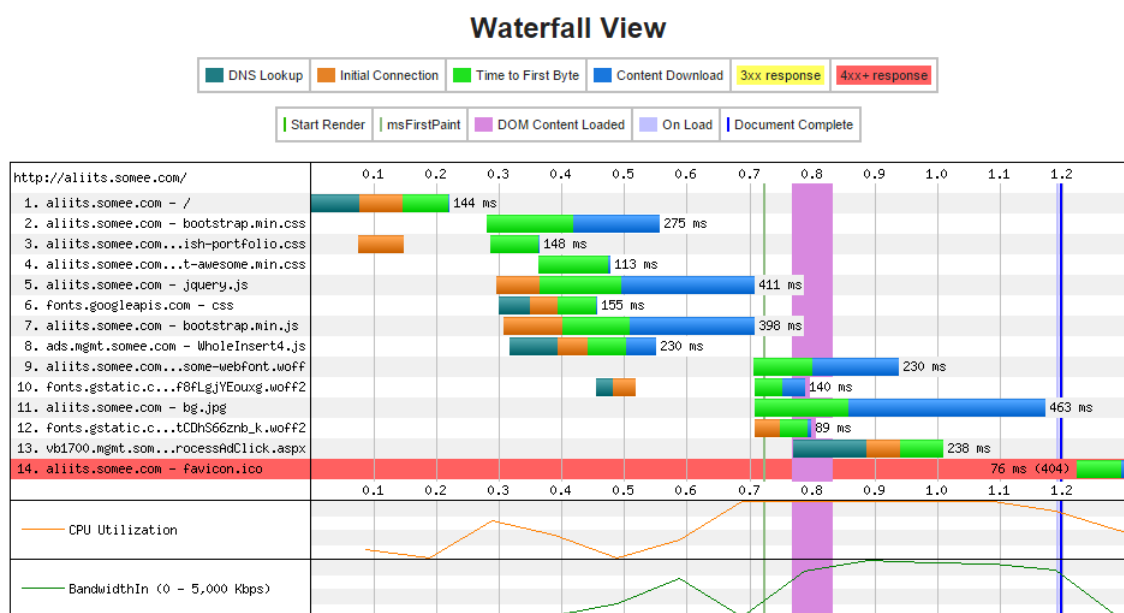 Waterfall View
DNS Lookup Initial Connection Time to First Byte Content Download 3xx response 4xx+ response
Start Render msFirstPaint DOM Content Loaded On Load Document Complete
http://aliits.somee.com/ 0.1 0.2 0.3 0.4 0.5 0.6 0.7 0.8 0.9 1.0 1.1 1.2
1. aliits.somee.com - / 144 ms
2. aliits.somee.com - bootstrap.min.css 275 ms
3. aliits.somee.com...ish-portfolio.css 148 ms
4. aliits.somee.com...t-awesome.min.css 113 ms
5. aliits.somee.com - jquery.js 411 ms
6. fonts.googleapis.com - css 155 ms
7. aliits.somee.com - bootstrap.min.js 398 ms
8. ads.mgmt.somee.com - WholeInsert4.js 230 ms
9. aliits.somee.com...some-webfont.woff 230 ms
10. fonts.gstatic.c...f8fLgjYEouxg.woff2 140 ms
11. aliits.somee.com - bg.jpg 463 ms
12. fonts.gstatic.c...tCDhS66znb_k.woff2 89 ms
13. vb1700.mgmt.som...rocessAdClick.aspx 238 ms
14. aliits.somee.com - favicon.ico 76 ms (404)
0.1 0.2 0.3 0.4 0.5 0.6 0.7 0.8 0.9 1.0 1.1 1.2
CPU Utilization
BandwidthIn (0 - 5,000 Kbps)